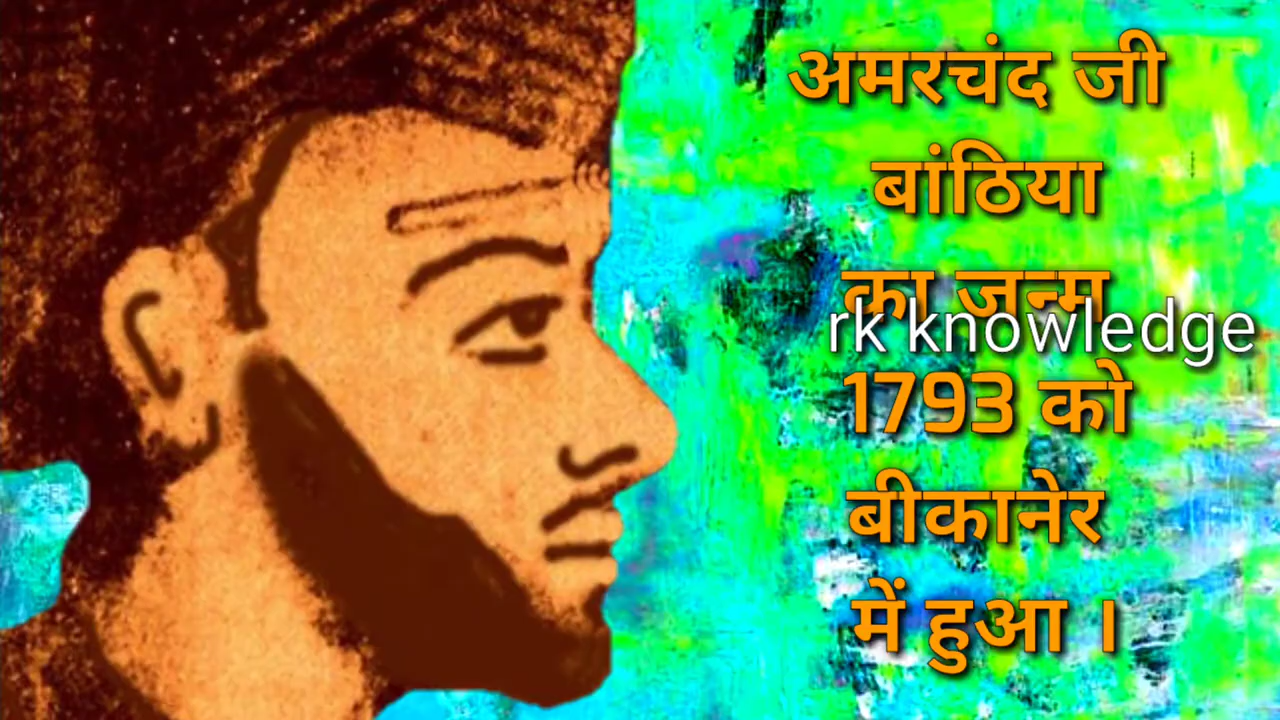 अमरचंद जी
बांठिया
का जन्म
rk knowledge
1793 को
बीकानेर
में हुआ ।